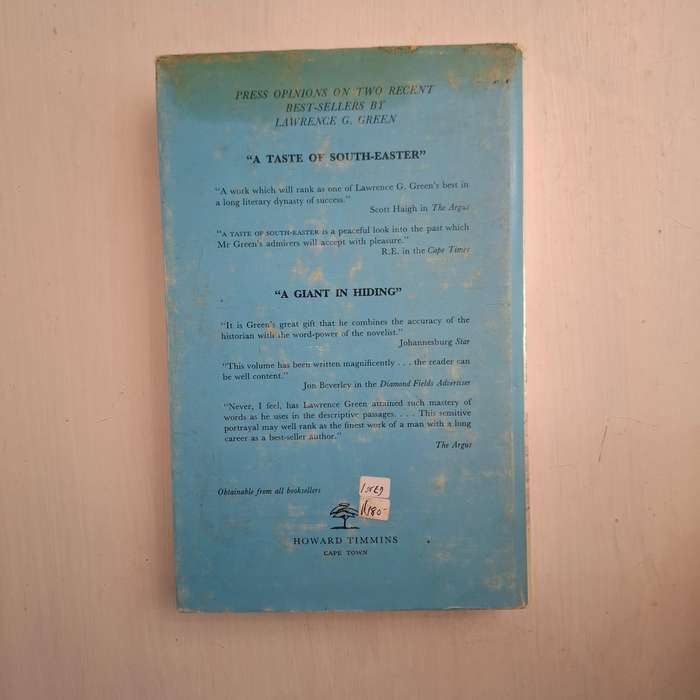 PRESS OPINIONS ON TWO RECENT
BEST-SELLERS BY
LAWRENCE G. GREEN
"A TASTE OF SOUTH-EASTER"
"A work which will rank as one of Lawrence G. Green's best in
a long literary dynasty of success."
Scott Haigh in The Argus
"A TASTE OF SOUTH-EASTER is a peaceful look into the past which
Mr Green's admirers will accept with pleasure."
R.E. in the Cape Times
"A GIANT IN HIDING"
"It is Green's great gift that he combines the accuracy of the
historian with the word-power of the novelist."
Johannesburg Star
"This volume has been written magnificently . . . the reader can
be well content."
Jon Beverley in the Diamond Fields Advertiser
"Never, I feel, has Lawrence Green attained such mastery of
words as he uses in the descriptive passages. . . . This sensitive
portrayal may well rank as the finest work of a man with a long
career as a best-seller author."
The Argus
Obtainable from all booksellers
1st Ed
R180-
HOWARD TIMMINS
CAPE TOWN